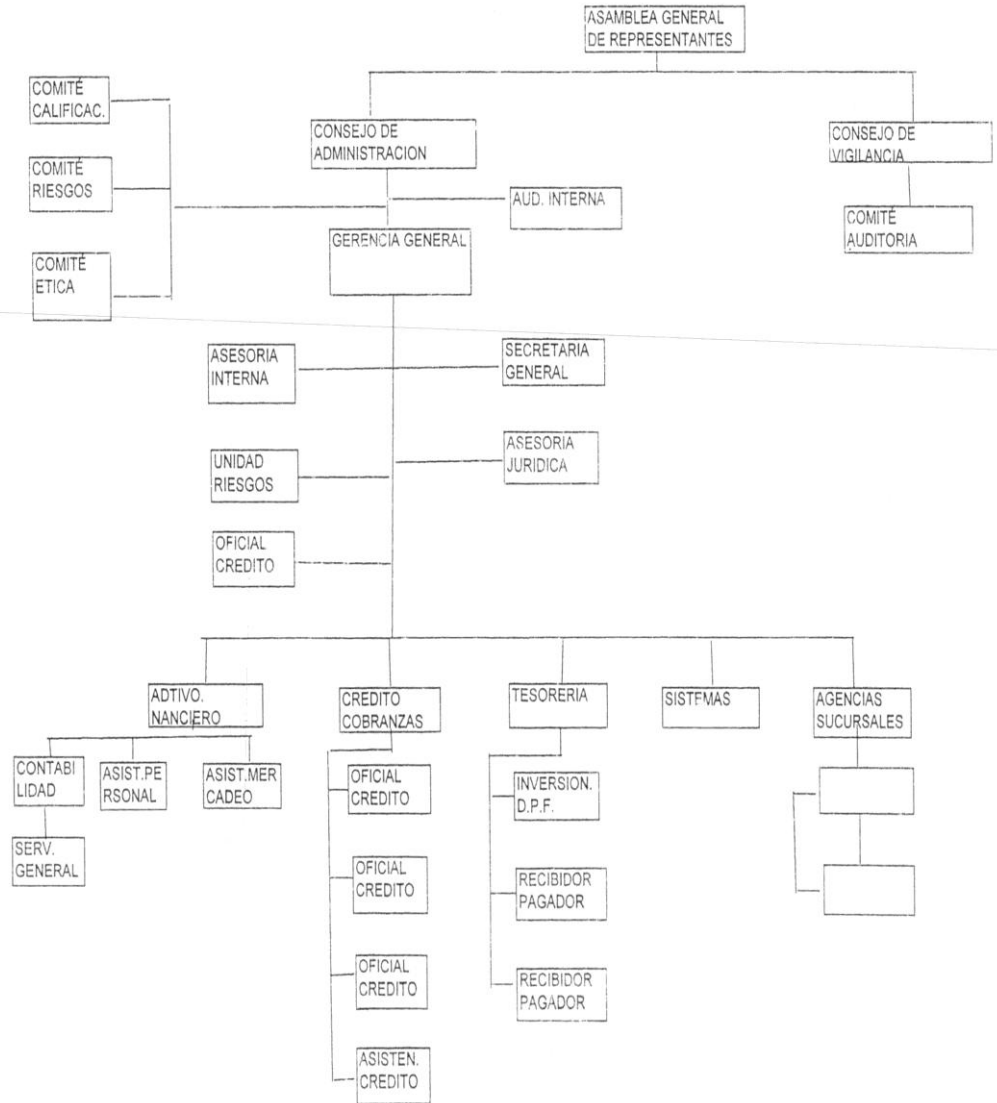 ASAMBLEA GENERAL
DE REPRESENTANTES
COMITÉ
CALIFICAC.
CONSEJO DE
ADMINISTRACION
CONSEJO DE
VIGILANCIA
COMITÉ
RIESGOS
AUD. INTERNA
COMITÉ
AUDITORIA
GERENCIA GENERAL
COMITÉ
ETICA
ASESORIA
INTERNA
SECRETARIA
GENERAL
UNIDAD
RIESGOS
ASESORIA
JURIDICA
OFICIAL
CREDITO
ADTIVO.
NANCIERO
CREDITO
COBRANZAS
TESORERIA
SISTEMAS
AGENCIAS
SUCURSALES
CONTABI
LIDAD
ASIST.PE
RSONAL
ASIST.MER
CADEO
OFICIAL
CREDITO
INVERSION.
D.P.F.
SERV.
GENERAL
OFICIAL
CREDITO
RECIBIDOR
PAGADOR
OFICIAL
CREDITO
RECIBIDOR
PAGADOR
ASISTEN.
CREDITO